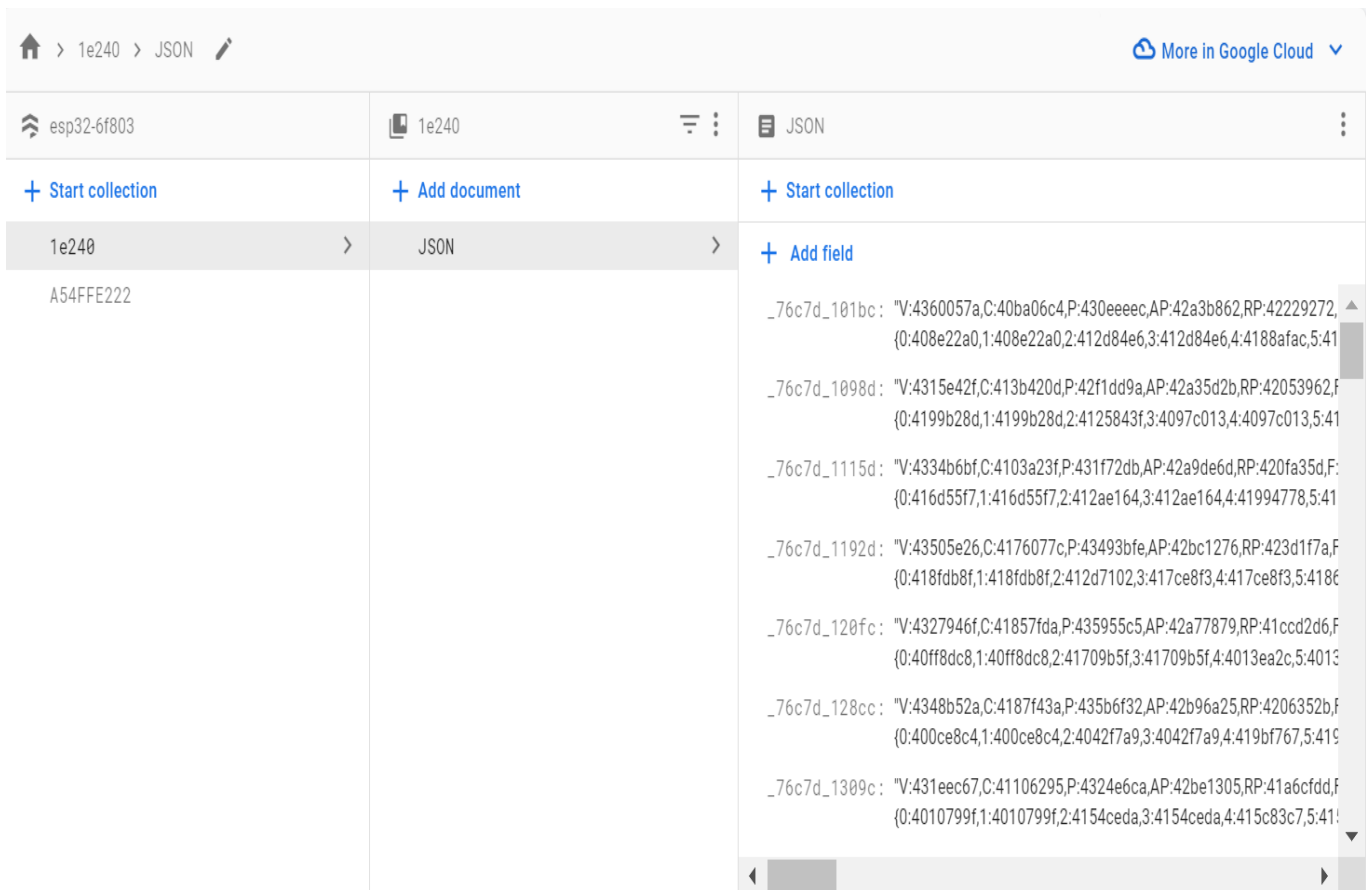 1e240 > JSON
More in Google Cloud
esp32-6f803
1e240
JSON
+ Start collection
+ Add document
+ Start collection
1e240
JSON
+ Add field
A54FFE222
_76c7d_101bc: "V:4360057a,C:40ba06c4,P:430eeeec,AP:42a3b862,RP:42229272,
{0:408e22a0,1:408e22a0,2:412d84e6,3:412d84e6,4:4188afac,5:41
_76c7d_1098d: "V:4315e42f,C:413b420d,P:42f1dd9a,AP:42a35d2b,RP:42053962,F
{0:4199b28d,1:4199b28d,2:4125843f,3:4097c013,4:4097c013,5:41
_76c7d_1115d: "V:4334b6bf,C:4103a23f,P:431f72db,AP:42a9de6d,RP:420fa35d,F:
{0:416d55f7,1:416d55f7,2:412ae164,3:412ae164,4:41994778,5:41
_76c7d_1192d: "V:43505e26,C:4176077c,P:43493bfe,AP:42bc1276,RP:423d1f7a,F
{0:418fdb8f,1:418fdb8f,2:412d7102,3:417ce8f3,4:417ce8f3,5:4186
_76c7d_120fc: "V:4327946f,C:41857fda,P:435955c5,AP:42a77879,RP:41ccd2d6,F
{0:40ff8dc8,1:40ff8dc8,2:41709b5f,3:41709b5f,4:4013ea2c,5:4013
_76c7d_128cc: "V:4348b52a,C:4187f43a,P:435b6f32,AP:42b96a25,RP:4206352b,F
{0:400ce8c4,1:400ce8c4,2:4042f7a9,3:4042f7a9,4:419bf767,5:419
_76c7d_1309c: "V:431eec67,C:41106295,P:4324e6ca,AP:42be1305,RP:41a6cfdd,F
{0:4010799f,1:4010799f,2:4154ceda,3:4154ceda,4:415c83c7,5:415